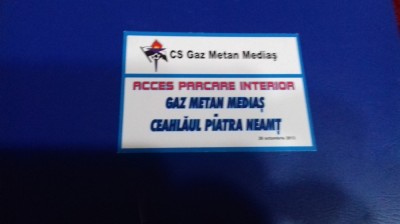 CS Gaz Metan Mediaş
ACCES PARCARE INTERIOR
GAZ METAN MEDIAŞ
-
CEAHLĂUL PIATRA NEAMŢ